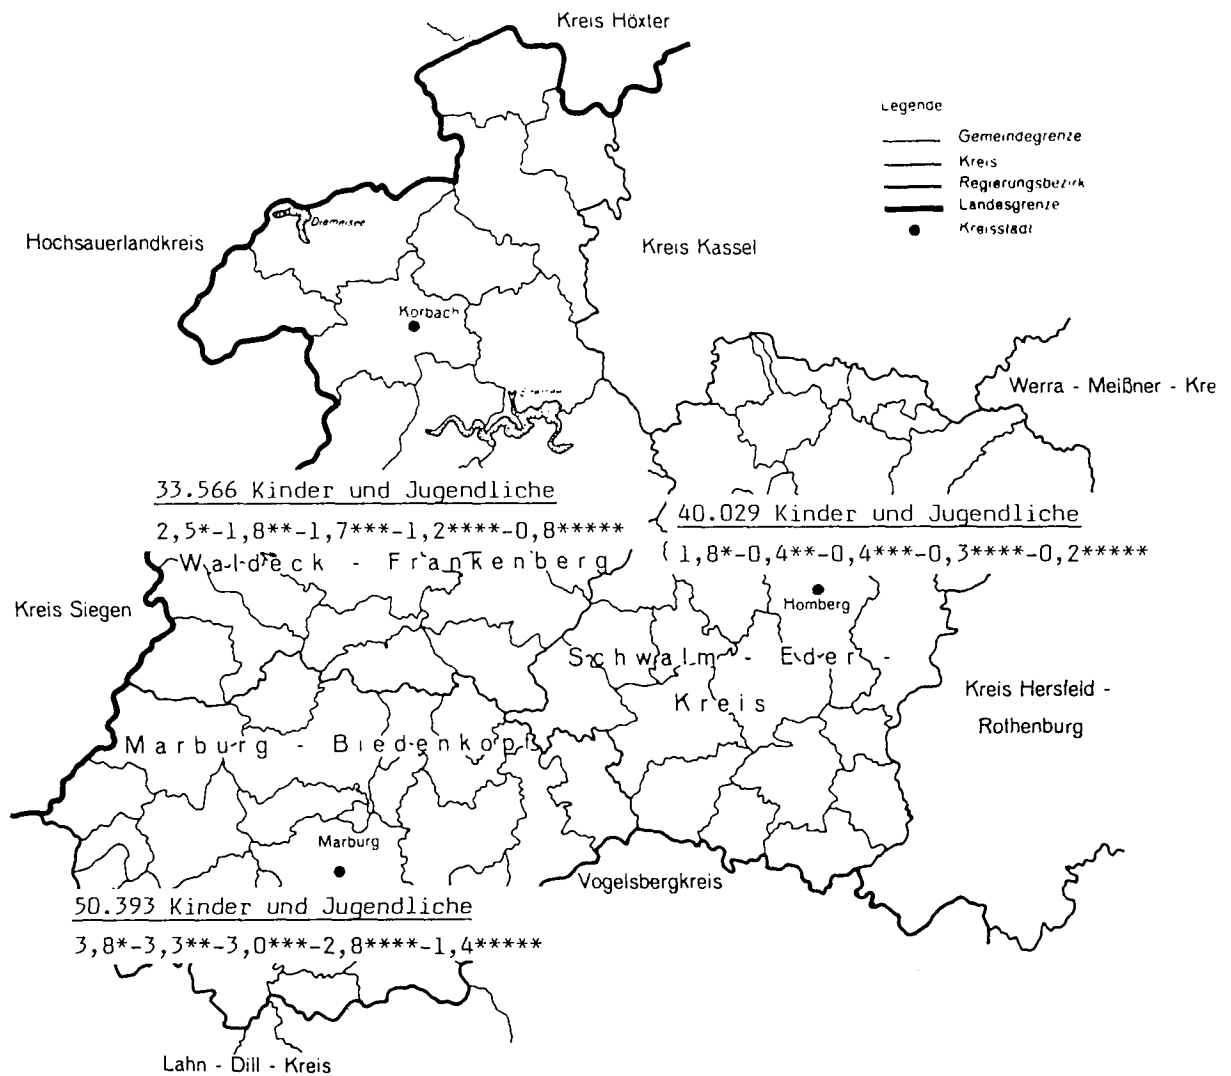 Kreis Höxter
Legende
Gemeindegrenze
Kreis
Regierungsbezirk
Landesgrenze
Kreisstadt
Diemelsee
Hochsauerlandkreis
Kreis Kassel
Korbach
Werra - Meißner - Kre
33.566 Kinder und Jugendliche
2,5*-1,8**-1,7***-1,2****-0,8*****
40.029 Kinder und Jugendliche
1,8*-0,4**-0,4***-0,3****-0,2*****
Waldeck - Frankenberg
Kreis Siegen
Homberg
Schwalm - Eder -
Kreis
Kreis Hersfeld -
Rothenburg
Marburg - Biedenkopf
Marburg
Vogelsbergkreis
50.393 Kinder und Jugendliche
3,8*-3,3**-3,0***-2,8****-1,4*****
Lahn - Dill - Kreis